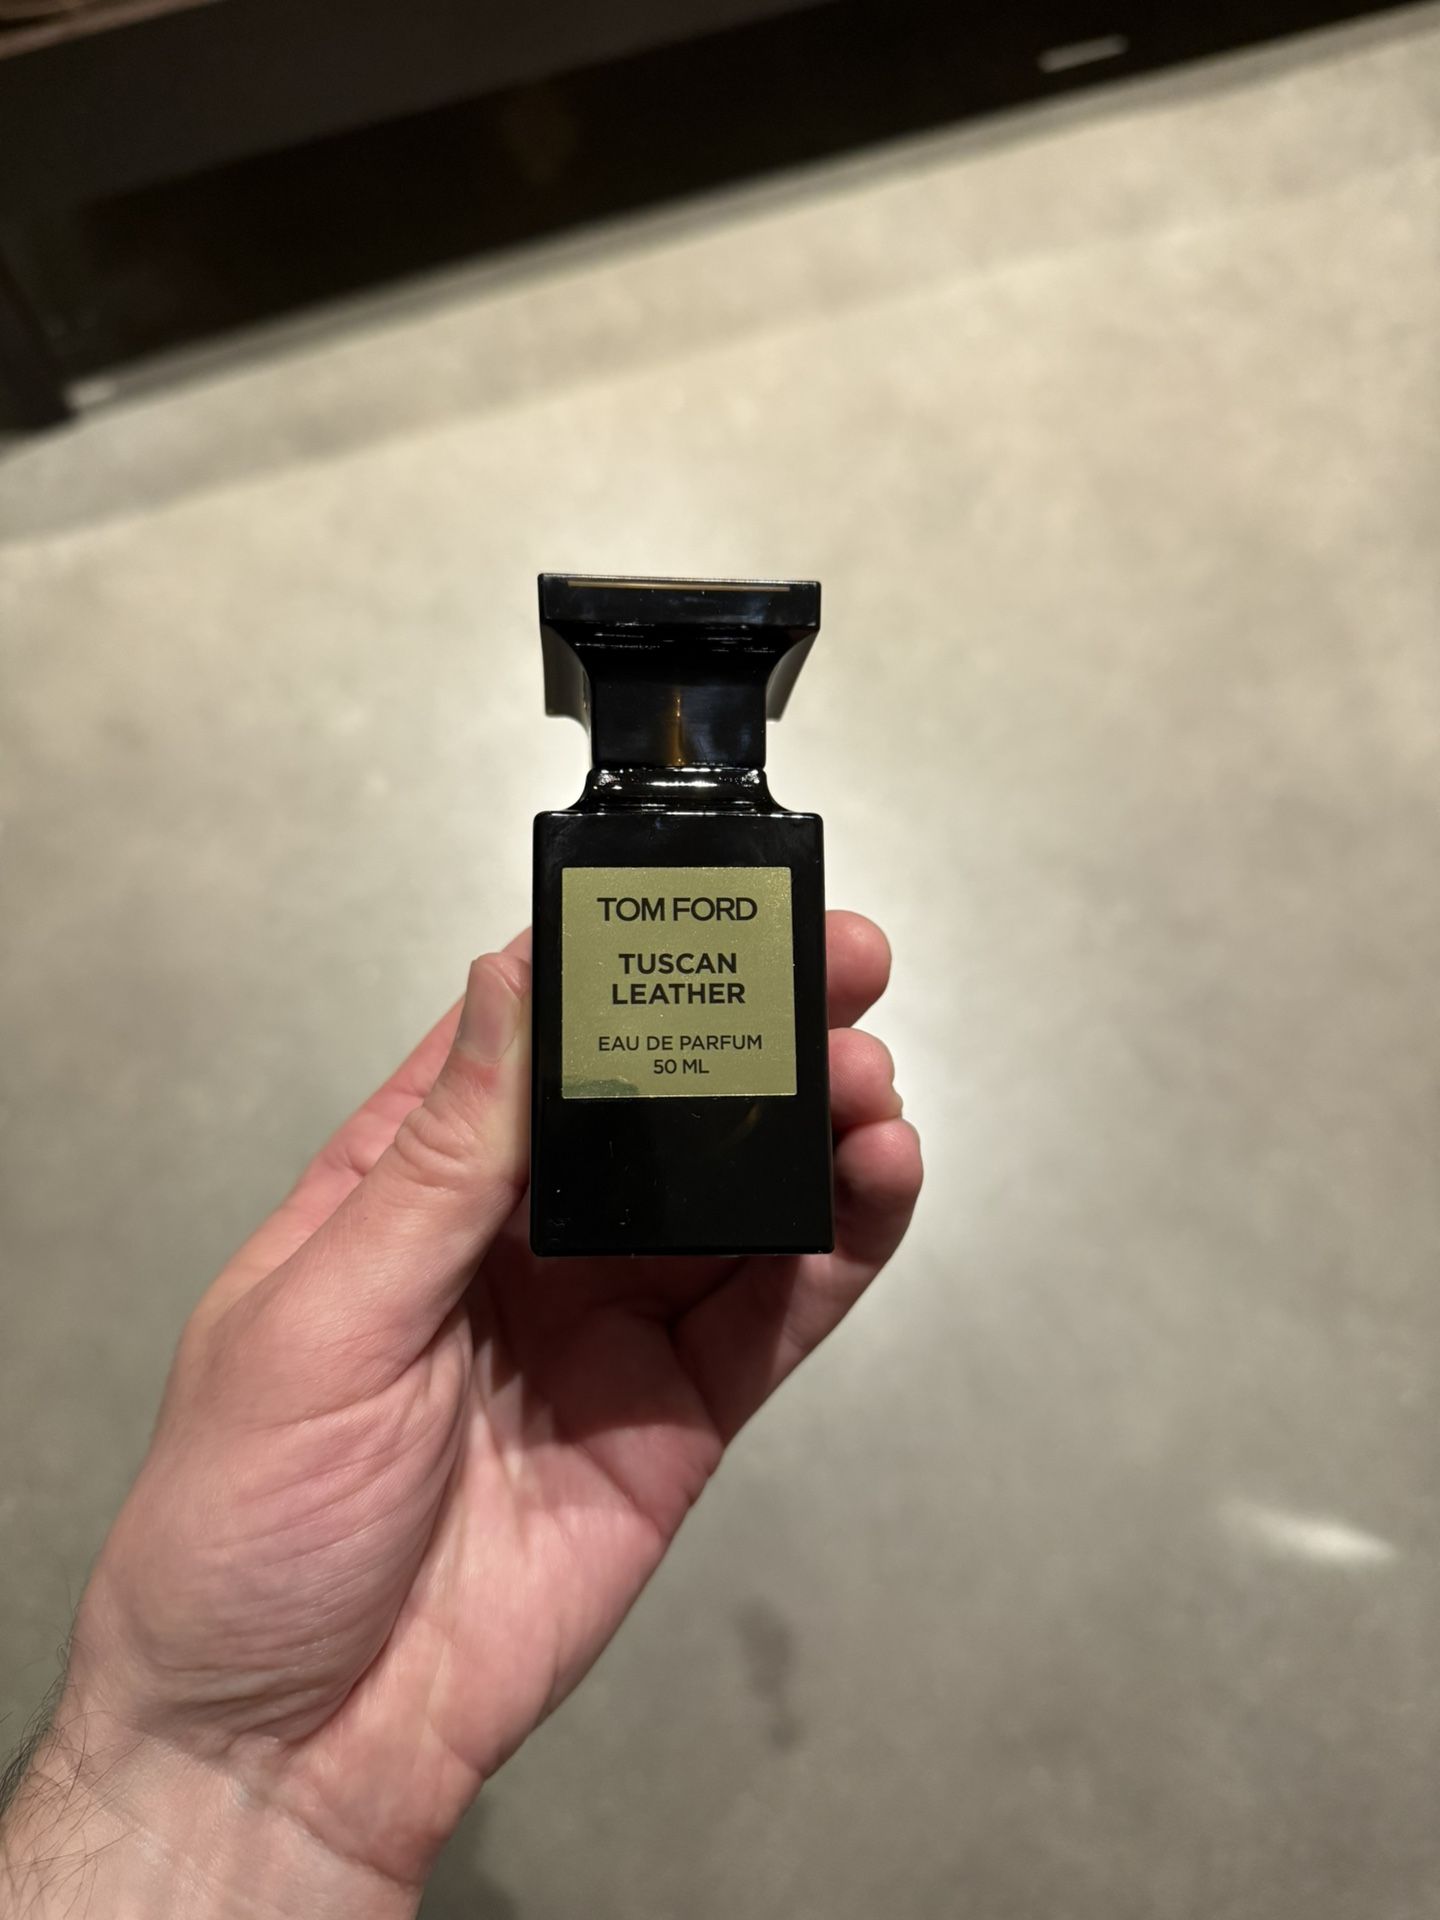 TOM FORD
TUSCAN
LEATHER
EAU DE PARFUM
50 ML